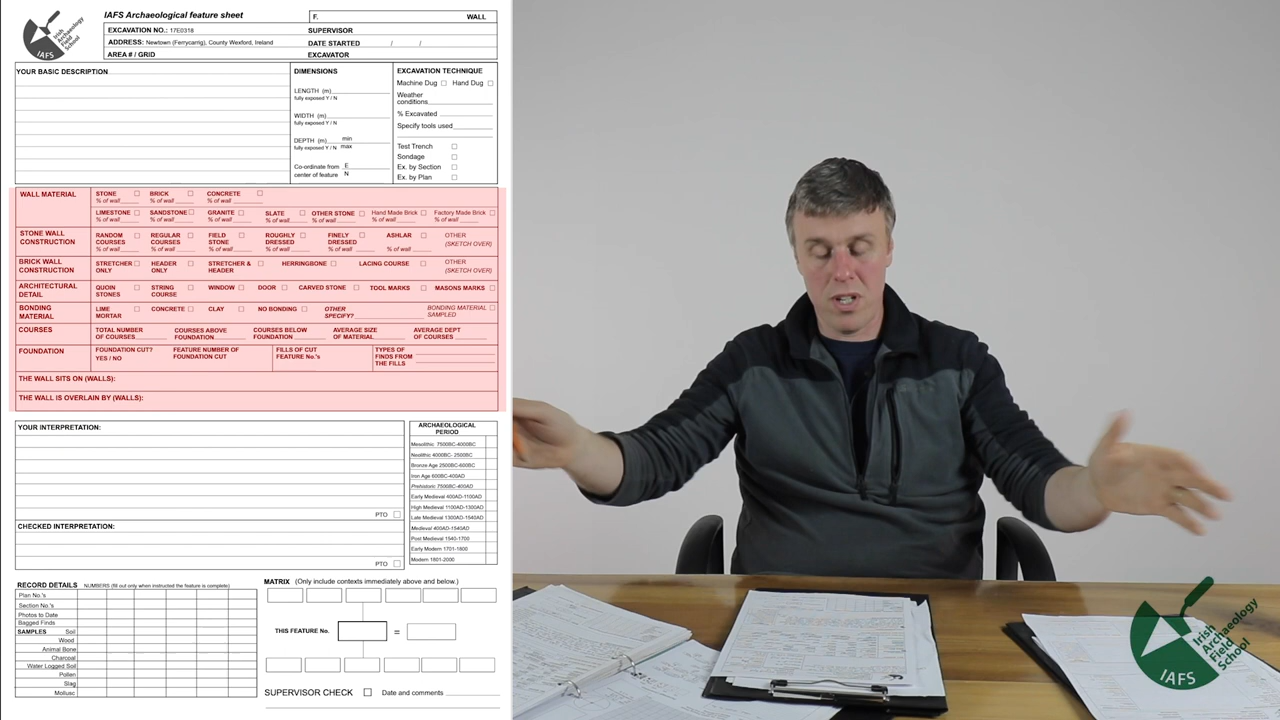 IAFS
Irish
Archaeology
Field
School
IAFS Archaeological feature sheet
F. WALL
EXCAVATION NO.: 17E0318 SUPERVISOR
ADDRESS: Newtown (Ferrycarrig), County Wexford, Ireland DATE STARTED / /
AREA # / GRID EXCAVATOR
YOUR BASIC DESCRIPTION
DIMENSIONS
LENGTH (m)
fully exposed Y / N
WIDTH (m)
fully exposed Y / N
DEPTH (m) min
fully exposed Y / N max
Co-ordinate from E
center of feature N
EXCAVATION TECHNIQUE
Machine Dug Hand Dug
Weather
conditions
% Excavated
Specify tools used
Test Trench
Sondage
Ex. by Section
Ex. by Plan
WALL MATERIAL
STONE BRICK CONCRETE
% of wall % of wall % of wall
LIMESTONE SANDSTONE GRANITE SLATE OTHER STONE Hand Made Brick Factory Made Brick
% of wall % of wall % of wall % of wall % of wall % of wall % of wall
STONE WALL
CONSTRUCTION
RANDOM REGULAR FIELD ROUGHLY FINELY ASHLAR OTHER
COURSES COURSES STONE DRESSED DRESSED (SKETCH OVER)
% of wall % of wall % of wall % of wall % of wall % of wall
BRICK WALL
CONSTRUCTION
STRETCHER HEADER STRETCHER & HERRINGBONE LACING COURSE OTHER
ONLY ONLY HEADER (SKETCH OVER)
ARCHITECTURAL
DETAIL
QUOIN STRING WINDOW DOOR CARVED STONE TOOL MARKS MASONS MARKS
STONES COURSE
BONDING
MATERIAL
LIME CONCRETE CLAY NO BONDING OTHER BONDING MATERIAL
MORTAR SPECIFY? SAMPLED
COURSES
TOTAL NUMBER COURSES ABOVE COURSES BELOW AVERAGE SIZE AVERAGE DEPT
OF COURSES FOUNDATION FOUNDATION OF MATERIAL OF COURSES
FOUNDATION
FOUNDATION CUT? FEATURE NUMBER OF FILLS OF CUT TYPES OF
YES / NO FOUNDATION CUT FEATURE No.'s FINDS FROM
THE FILLS
THE WALL SITS ON (WALLS):
THE WALL IS OVERLAIN BY (WALLS):
YOUR INTERPRETATION:
PTO
CHECKED INTERPRETATION:
PTO
ARCHAEOLOGICAL
PERIOD
Mesolithic 7500BC-4000BC
Neolithic 4000BC- 2500BC
Bronze Age 2500BC-600BC
Iron Age 600BC-400AD
Prehistoric 7500BC-400AD
Early Medieval 400AD-1100AD
High Medieval 1100AD-1300AD
Late Medieval 1300AD-1540AD
Medieval 400AD-1540AD
Post Medieval 1540-1700
Early Modern 1701-1800
Modern 1801-2000
RECORD DETAILS NUMBERS (fill out only when instructed the feature is complete)
Plan No.'s
Section No.'s
Photos to Date
Bagged Finds
SAMPLES Soil
Wood
Animal Bone
Charcoal
Water Logged Soil
Pollen
Slag
Mollusc
MATRIX (Only include contexts immediately above and below.)
THIS FEATURE No. =
SUPERVISOR CHECK Date and comments
Irish
Archaeology
Field
School
IAFS